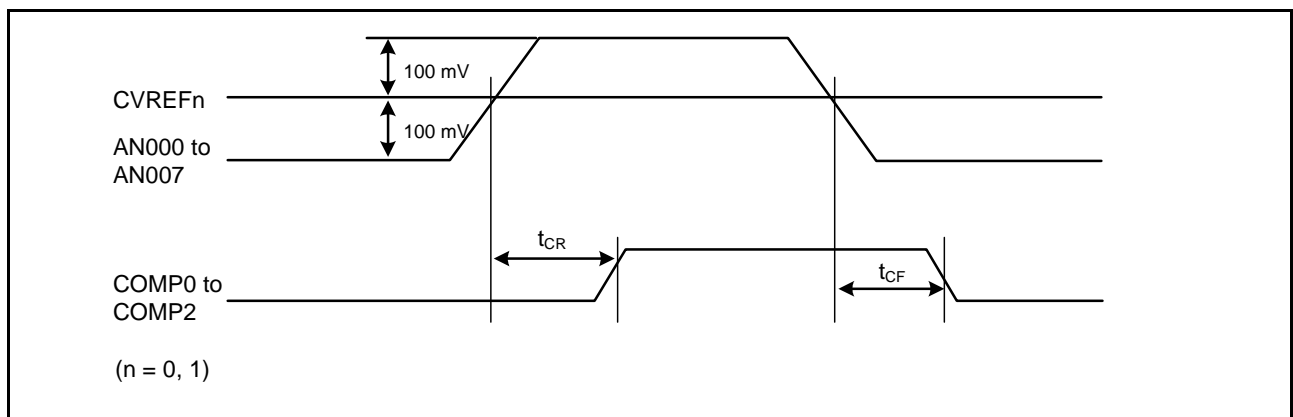 100 mV
CVREFn
100 mV
AN000 to
AN007
tCR
tCF
COMP0 to
COMP2
(n = 0, 1)